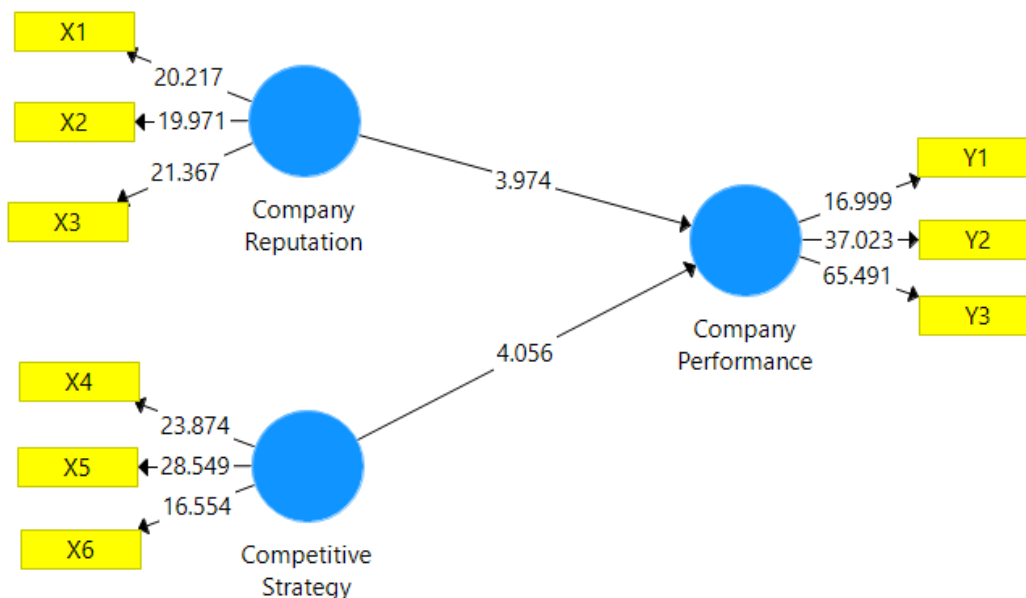 X1
20.217
X2
19.971
21.367
X3
Company
Reputation
3.974
Y1
16.999
Y2
37.023
65.491
Y3
Company
Performance
4.056
X4
23.874
X5
28.549
16.554
X6
Competitive
Strategy